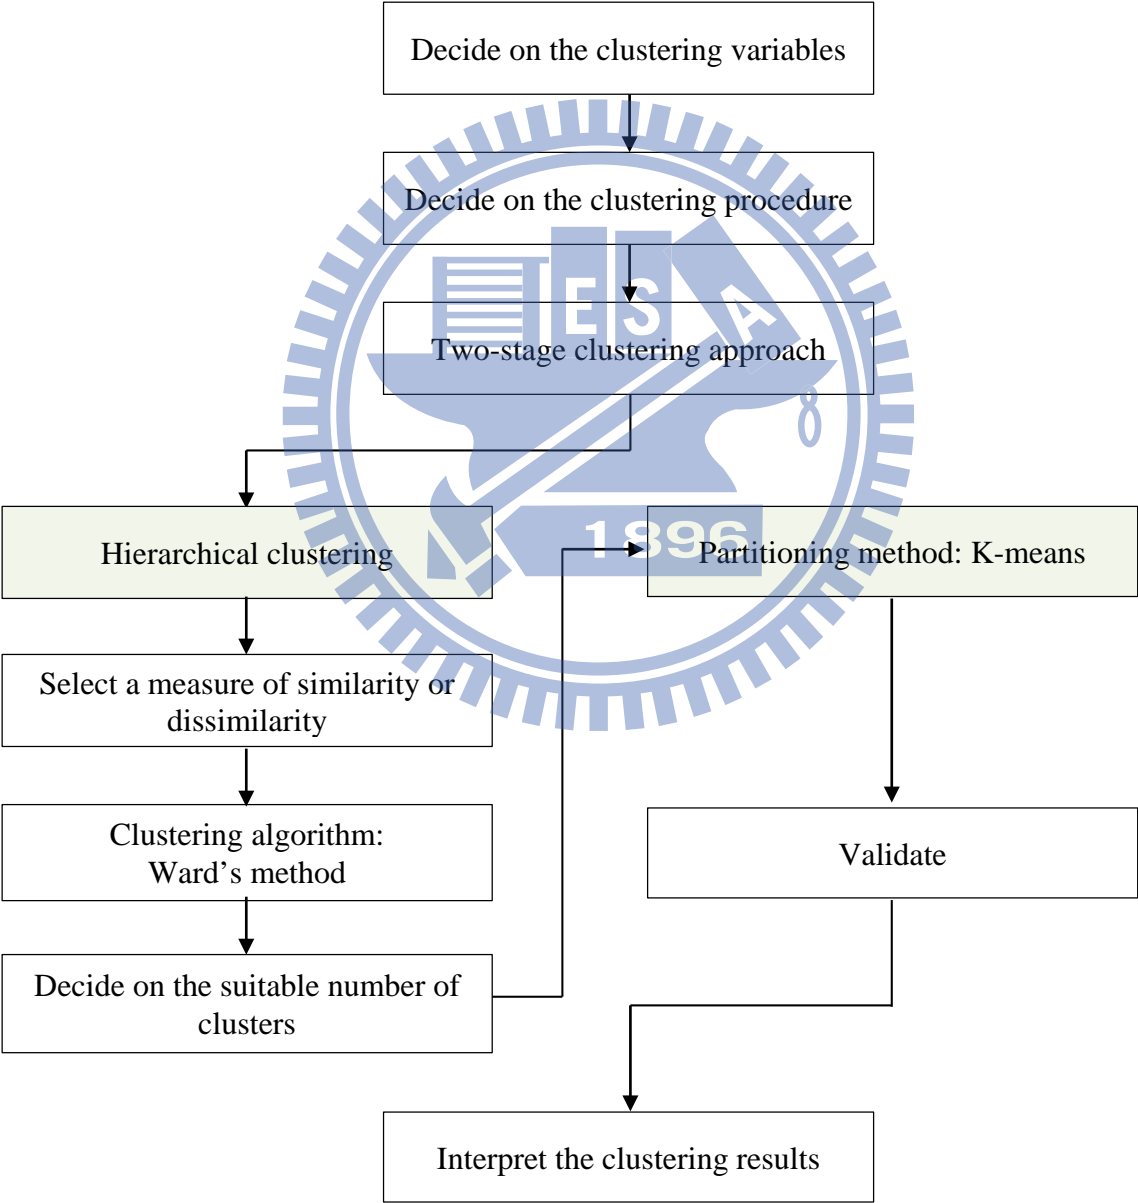 Decide on the clustering variables
Decide on the clustering procedure
E S A
Two-stage clustering approach
1896
Hierarchical clustering
Partitioning method: K-means
Select a measure of similarity or
dissimilarity
Clustering algorithm:
Ward’s method
Validate
Decide on the suitable number of
clusters
Interpret the clustering results